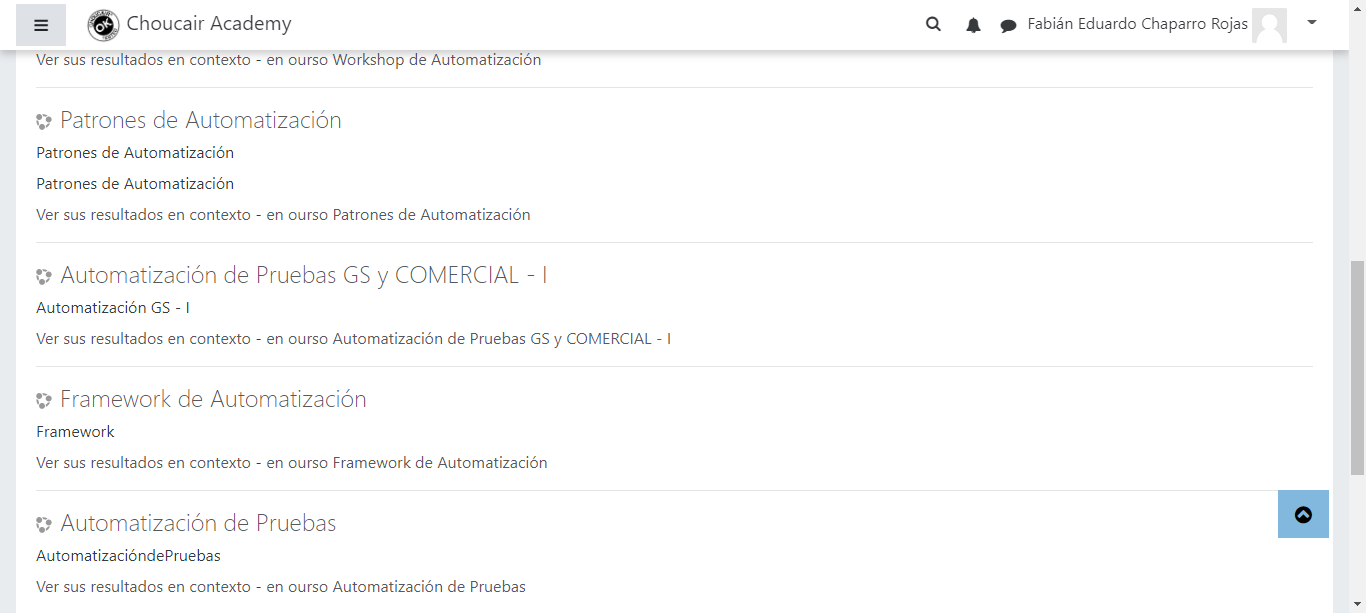 Choucair Academy
Fabián Eduardo Chaparro Rojas
Ver sus resultados en contexto - en ourso Workshop de Automatización
Patrones de Automatización
Patrones de Automatización
Patrones de Automatización
Ver sus resultados en contexto - en ourso Patrones de Automatización
Automatización de Pruebas GS y COMERCIAL - I
Automatización GS - I
Ver sus resultados en contexto - en ourso Automatización de Pruebas GS y COMERCIAL - I
Framework de Automatización
Framework
Ver sus resultados en contexto - en ourso Framework de Automatización
Automatización de Pruebas
AutomatizacióndePruebas
Ver sus resultados en contexto - en ourso Automatización de Pruebas